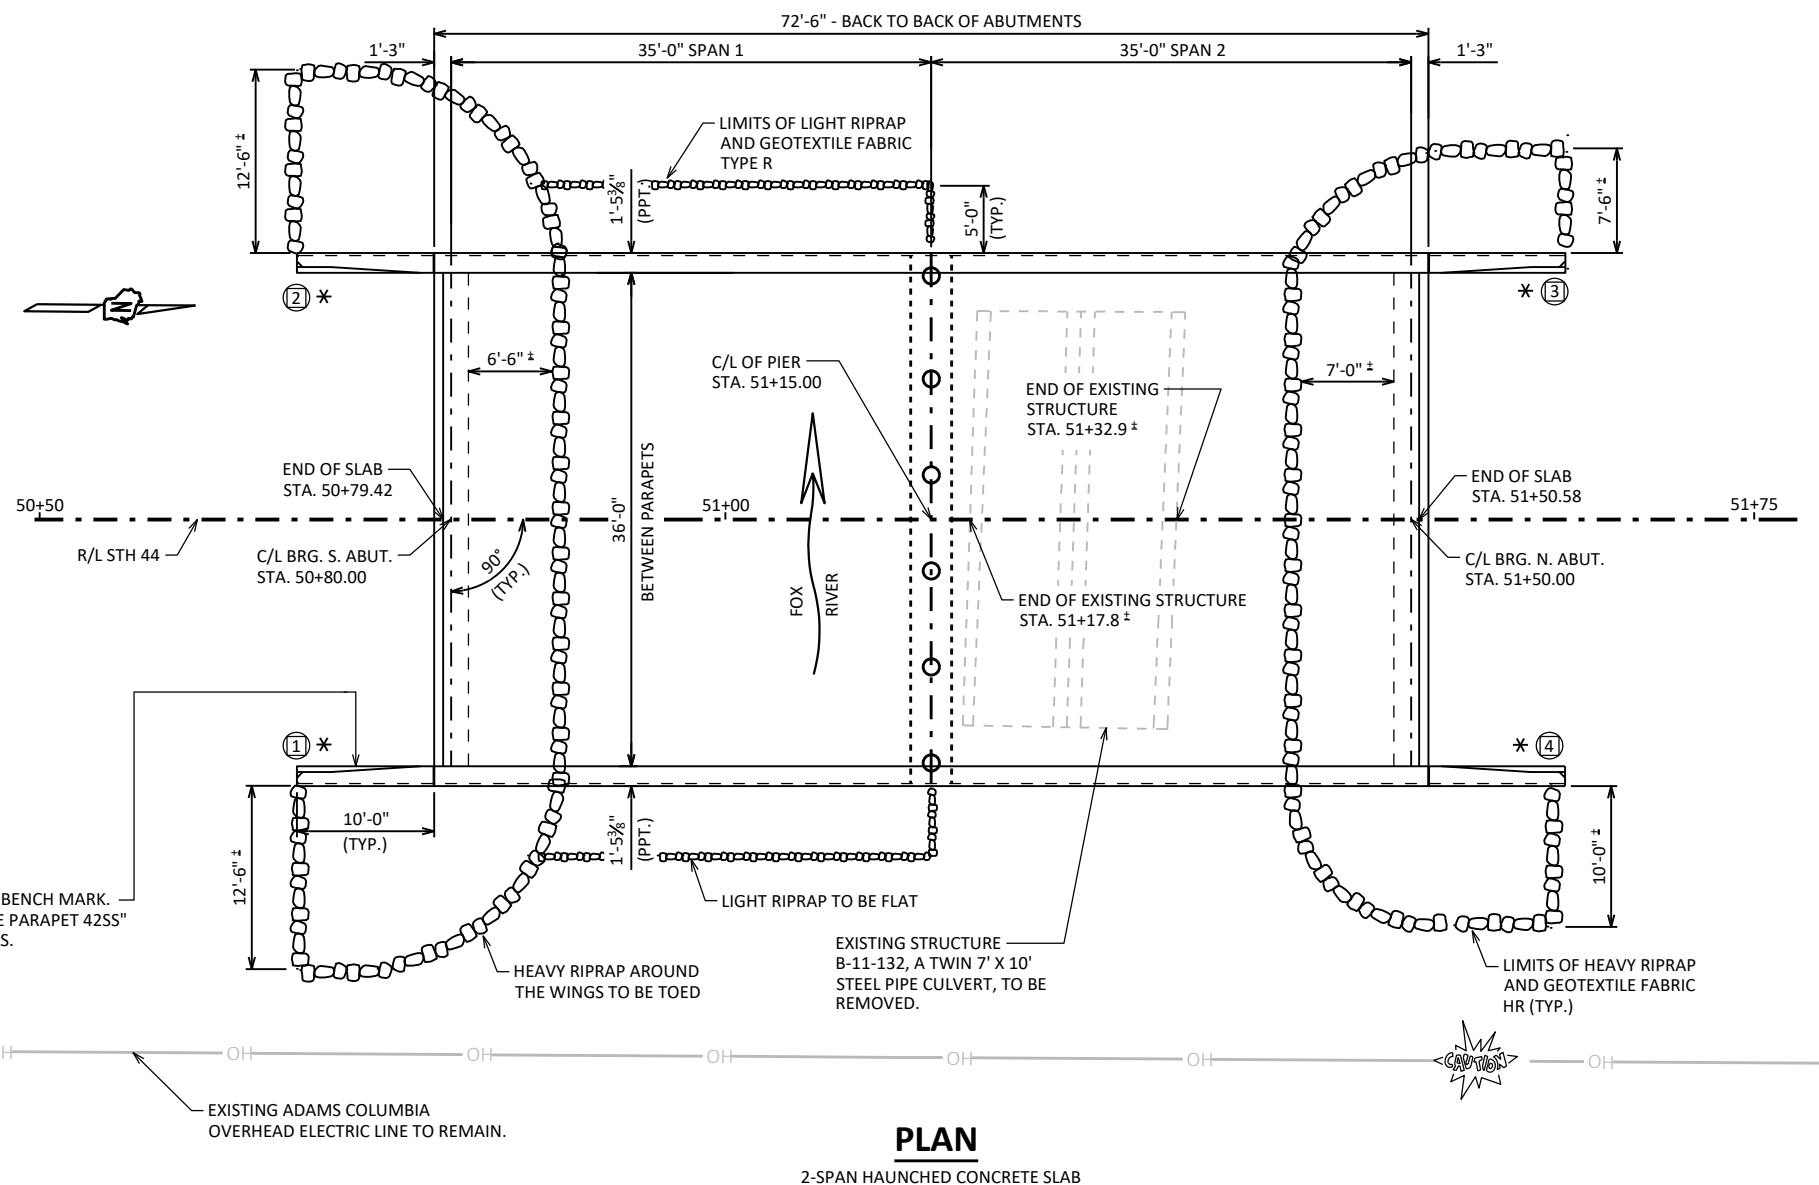 72'-6" - BACK TO BACK OF ABUTMENTS
1'-3"
35'-0" SPAN 1
35'-0" SPAN 2
1'-3"
LIMITS OF LIGHT RIPRAP
AND GEOTEXTILE FABRIC
TYPE R
12'-6" ±
1'-5⅜"
(PPT.)
5'-0"
(TYP.)
7'-6" ±
2 *
* 3
N
6'-6" ±
C/L OF PIER
STA. 51+15.00
END OF EXISTING
STRUCTURE
STA. 51+32.9 ±
7'-0" ±
END OF SLAB
STA. 50+79.42
36'-0"
BETWEEN PARAPETS
END OF SLAB
STA. 51+50.58
50+50
51+00
51+75
R/L STH 44
C/L BRG. S. ABUT.
STA. 50+80.00
90°
(TYP.)
FOX
RIVER
END OF EXISTING STRUCTURE
STA. 51+17.8 ±
C/L BRG. N. ABUT.
STA. 51+50.00
1 *
* 4
10'-0"
(TYP.)
12'-6" ±
1'-5⅜"
(PPT.)
10'-0" ±
BENCH MARK.
E PARAPET 42SS"
S.
LIGHT RIPRAP TO BE FLAT
HEAVY RIPRAP AROUND
THE WINGS TO BE TOED
EXISTING STRUCTURE
B-11-132, A TWIN 7' X 10'
STEEL PIPE CULVERT, TO BE
REMOVED.
LIMITS OF HEAVY RIPRAP
AND GEOTEXTILE FABRIC
HR (TYP.)
H OH OH OH OH OH CAUTION OH
EXISTING ADAMS COLUMBIA
OVERHEAD ELECTRIC LINE TO REMAIN.
PLAN
2-SPAN HAUNCHED CONCRETE SLAB